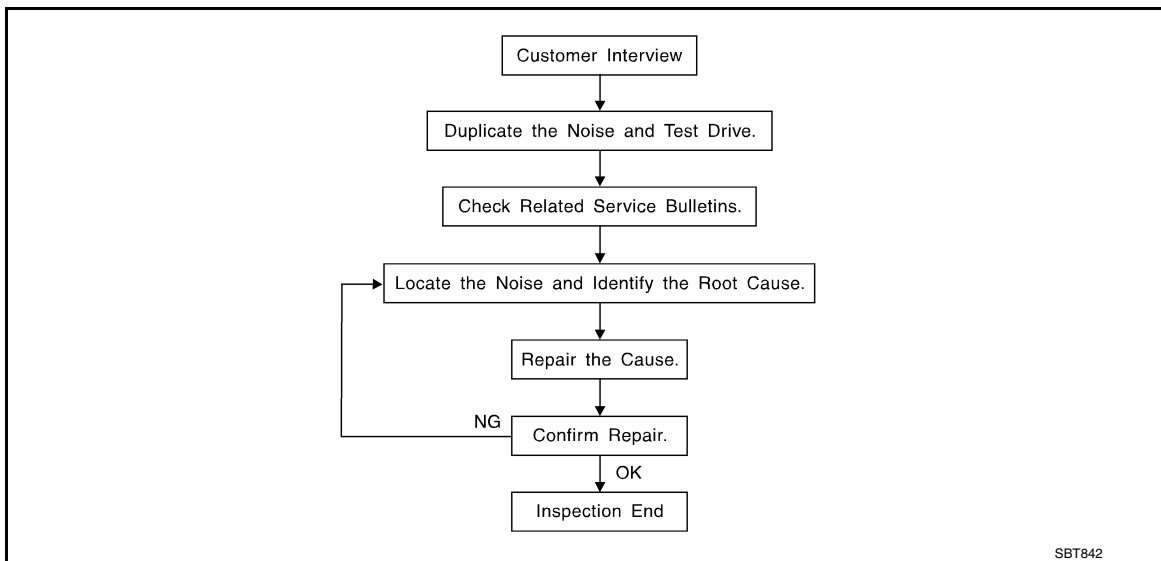 Customer Interview
Duplicate the Noise and Test Drive.
Check Related Service Bulletins.
Locate the Noise and Identify the Root Cause.
Repair the Cause.
NG
Confirm Repair.
OK
Inspection End
SBT842